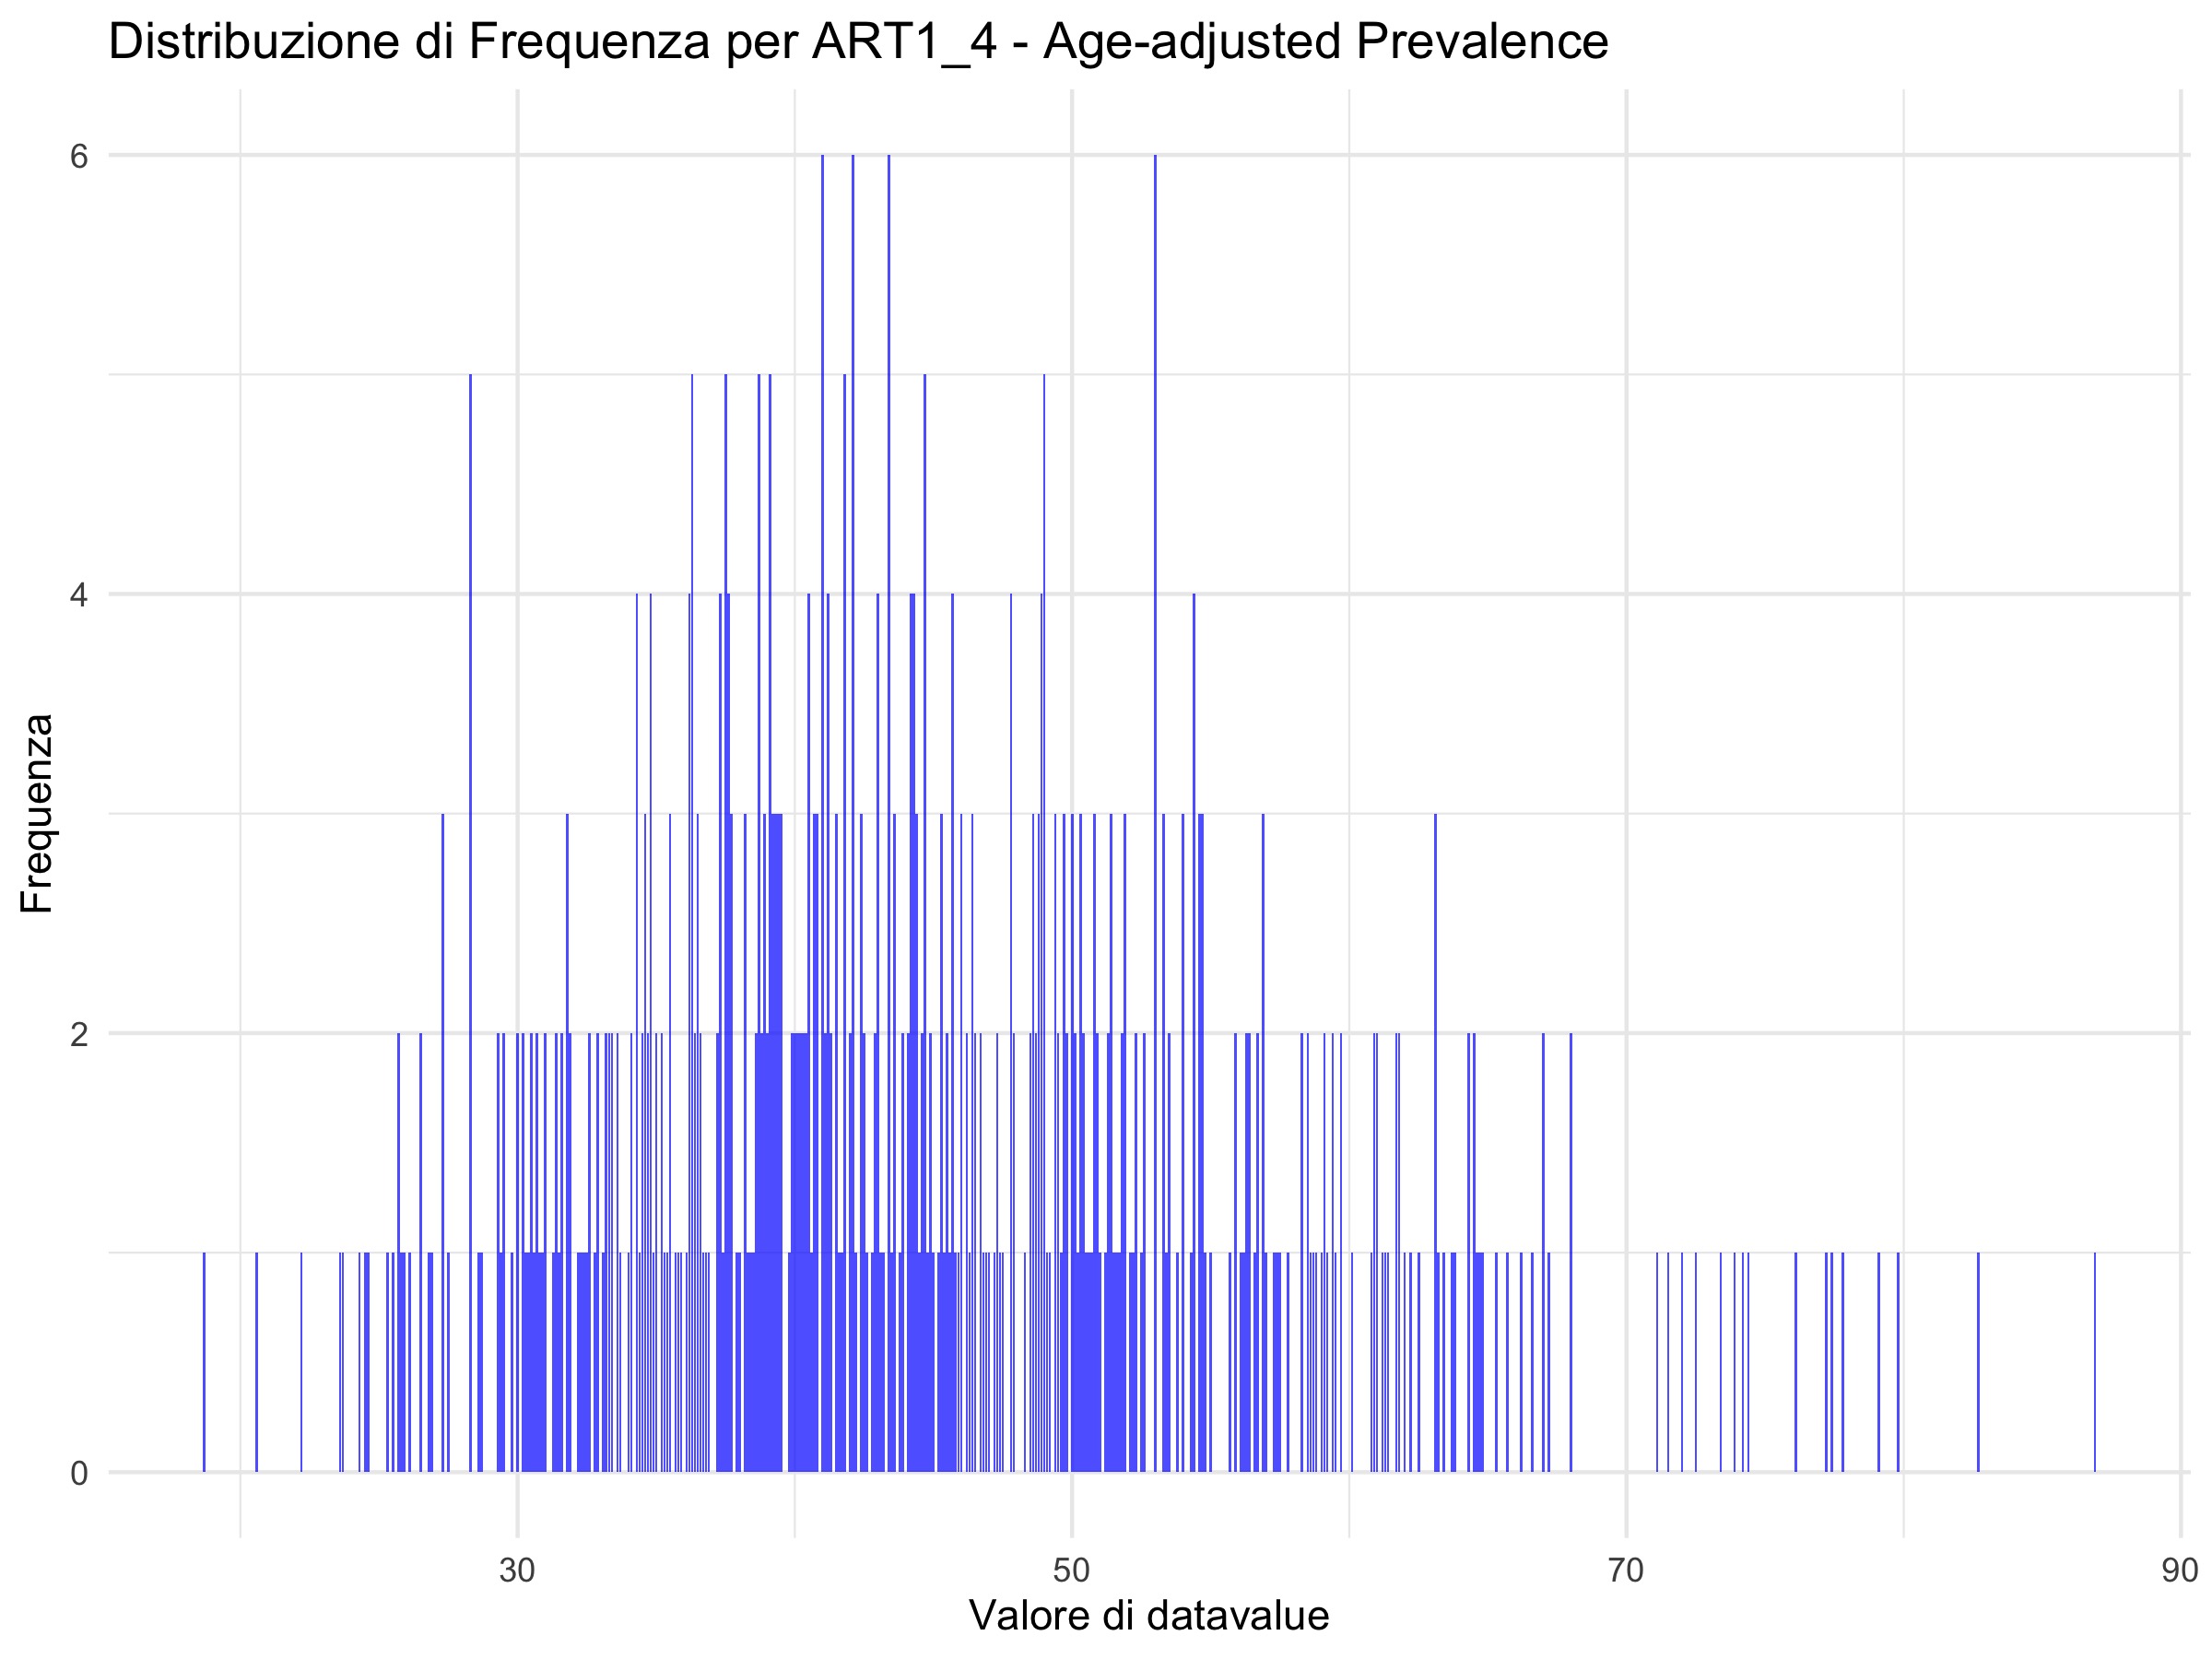 Distribuzione di Frequenza per ART1_4 - Age-adjusted Prevalence
6
4
2
0
Frequenza
30 50 70 90
Valore di datavalue